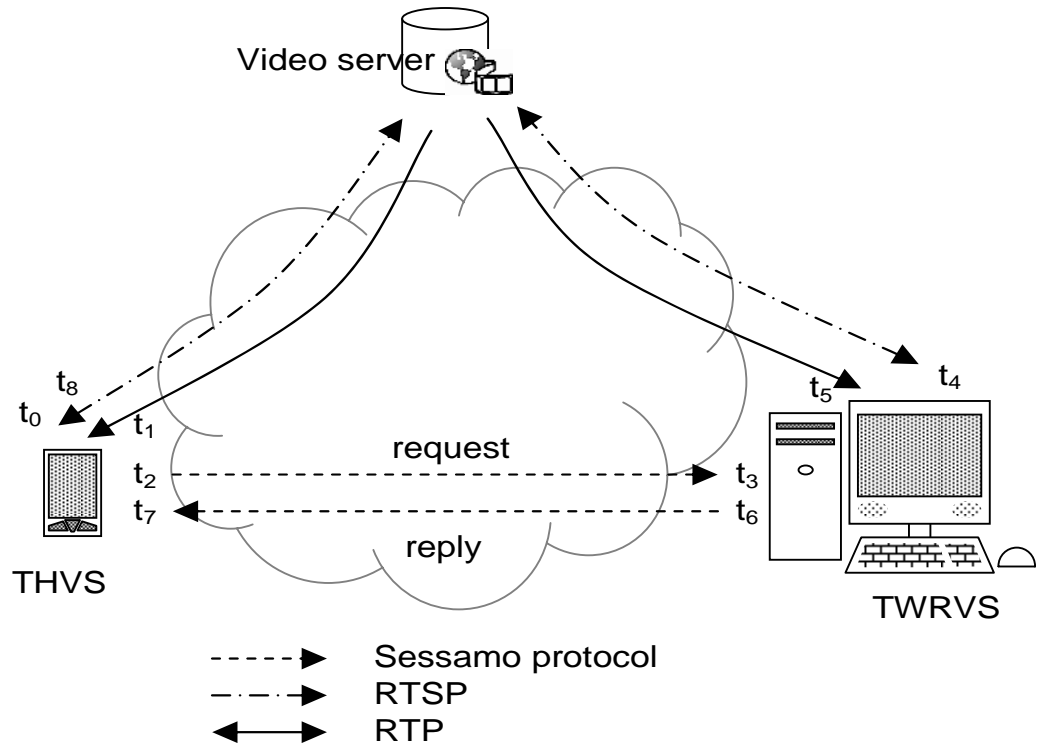 Video server
t8
t4
t0
t5
t1
request
t2
t3
t7
t6
reply
THVS
TWRVS
Sessamo protocol
RTSP
RTP